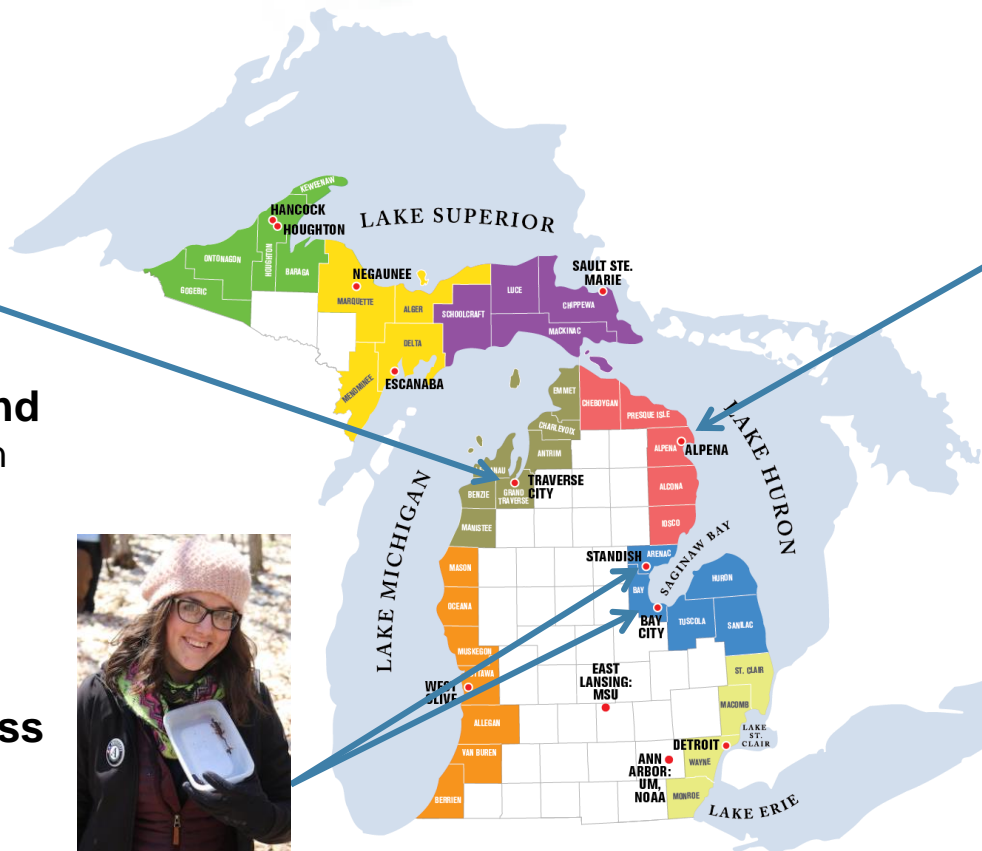 KEWEENAW
HANCOCK
HOUGHTON
LAKE SUPERIOR
ONTONAGON
HOUGHTON
BARAGA
GOGEBIC
NEGAUNEE
MARQUETTE
ALGER
DELTA
MENOMINEE
ESCANABA
SCHOOLCRAFT
LUCE
SAULT STE.
MARIE
CHIPPEWA
MACKINAC
EMMET
CHEBOYGAN
PRESQUE ISLE
CHARLEVOIX
ANTRIM
ALPENA
ALPENA
LAKE HURON
nd
n
NAU
BENZIE
GRAND
TRAVERSE
TRAVERSE
CITY
ALCONA
MANISTEE
IOSCO
LAKE MICHIGAN
SAGINAW BAY
STANDISH
ARENAC
MASON
BAY
HURON
OCEANA
BAY
CITY
TUSCOLA
SANILAC
MUSKEGON
OTTAWA
WEST
OLIVE
EAST
LANSING:
MSU
ST. CLAIR
ALLEGAN
MACOMB
ss
LAKE
ST.
CLAIR
DETROIT
VAN BUREN
ANN
ARBOR:
UM,
NOAA
WAYNE
BERRIEN
MONROE
LAKE ERIE